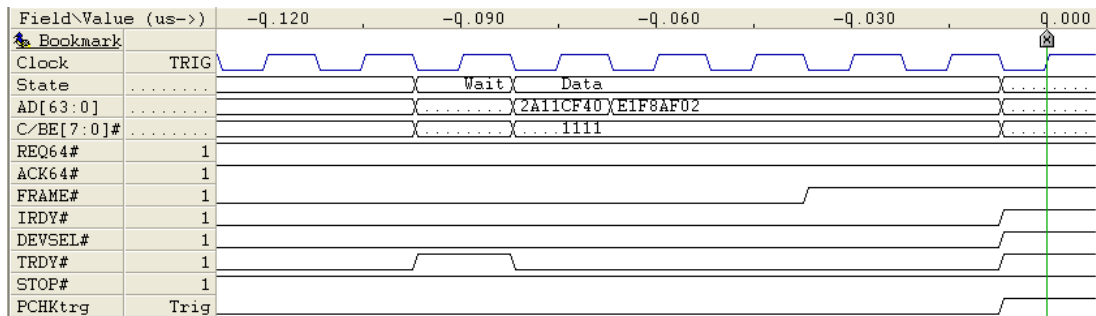 Field\Value (us->) -0.120 -0.090 -0.060 -0.030 0.000
Bookmark
Clock TRIG
State ........ Wait Data ........
AD[63:0] ........ ........ 2A11CF40 E1F8AF02 ........
C/BE[7:0]# ........ ........ ....1111 ........
REQ64# 1
ACK64# 1
FRAME# 1
IRDY# 1
DEVSEL# 1
TRDY# 1
STOP# 1
PCHKtrg Trig